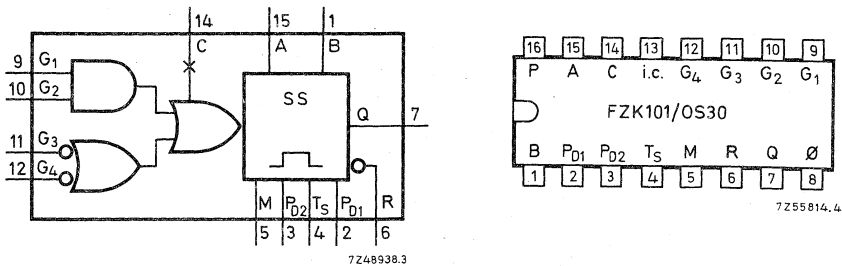 14 15 1
C A B
9 G1
10 G2
SS
Q 7
11 G3
12 G4
M PD2 TS PD1 R
5 3 4 2 6
7Z48938.3
16 15 14 13 12 11 10 9
P A C i.c. G4 G3 G2 G1
FZK101/OS30
B PD1 PD2 TS M R Q Ø
1 2 3 4 5 6 7 8
7Z55814.4